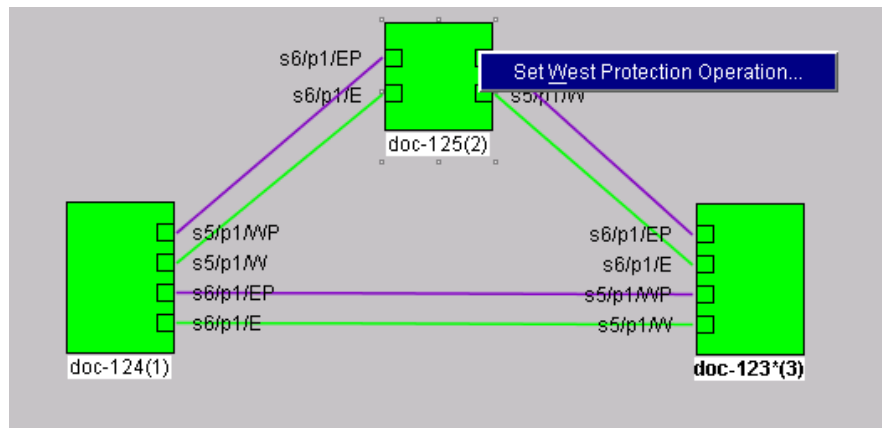 s6/p1/EP
Set West Protection Operation...
s6/p1/E
s5/p1/W
doc-125(2)
s5/p1/WP
s6/p1/EP
s5/p1/W
s6/p1/E
s6/p1/EP
s5/p1/WP
s6/p1/E
s5/p1/W
doc-124(1)
doc-123*(3)